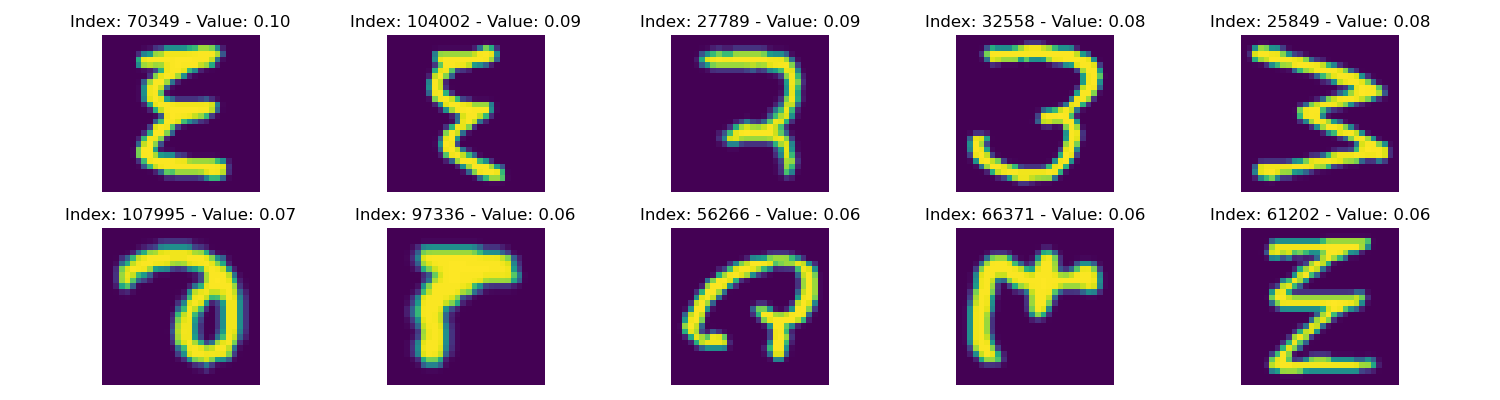 Index: 70349 - Value: 0.10 Index: 104002 - Value: 0.09 Index: 27789 - Value: 0.09 Index: 32558 - Value: 0.08 Index: 25849 - Value: 0.08
Index: 107995 - Value: 0.07 Index: 97336 - Value: 0.06 Index: 56266 - Value: 0.06 Index: 66371 - Value: 0.06 Index: 61202 - Value: 0.06